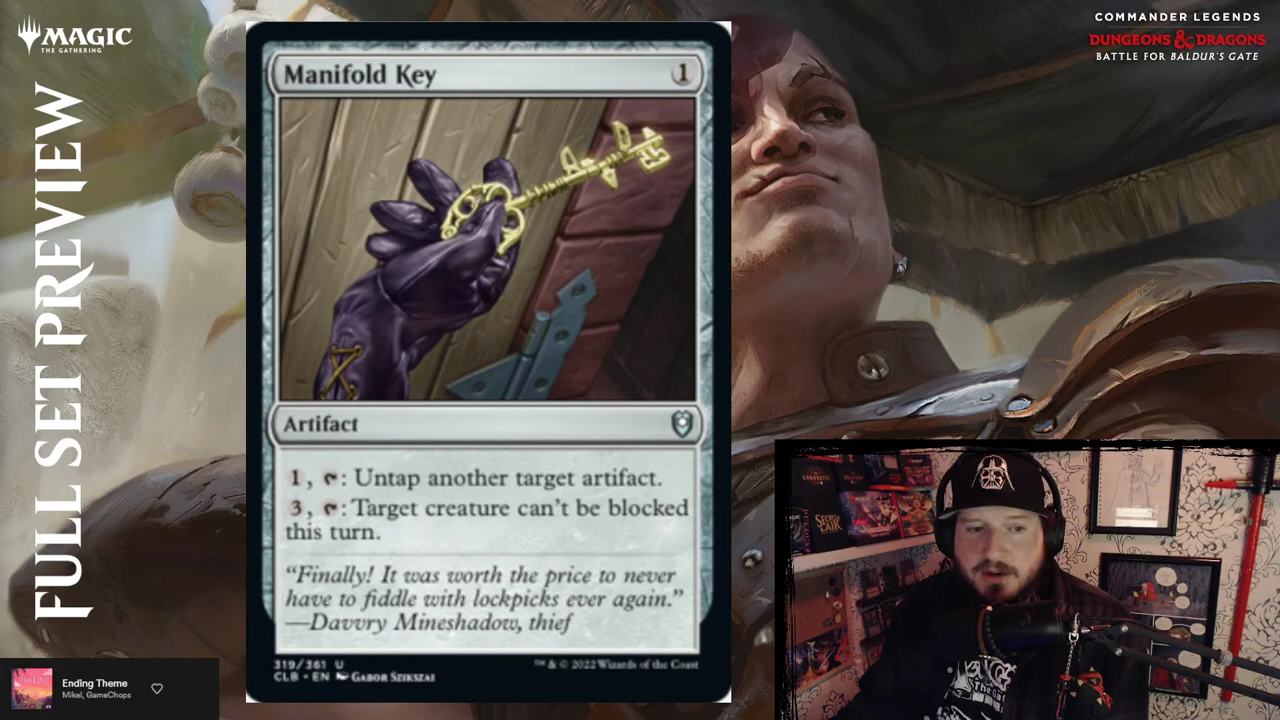 MAGIC
THE GATHERING
FULL SET PREVIEW
COMMANDER LEGENDS
DUNGEONS & DRAGONS
BATTLE FOR BALDUR'S GATE
Manifold Key 1
Artifact
1, : Untap another target artifact.
3, : Target creature can't be blocked
this turn.
“Finally! It was worth the price to never
have to fiddle with lockpicks ever again.”
—Davvry Mineshadow, thief
319/361 U
CLB • EN GABOR SZIKSZAI
™ & © 2022 Wizards of the Coast
Ending Theme
Mikel, GameChops
SECRET
LAIR